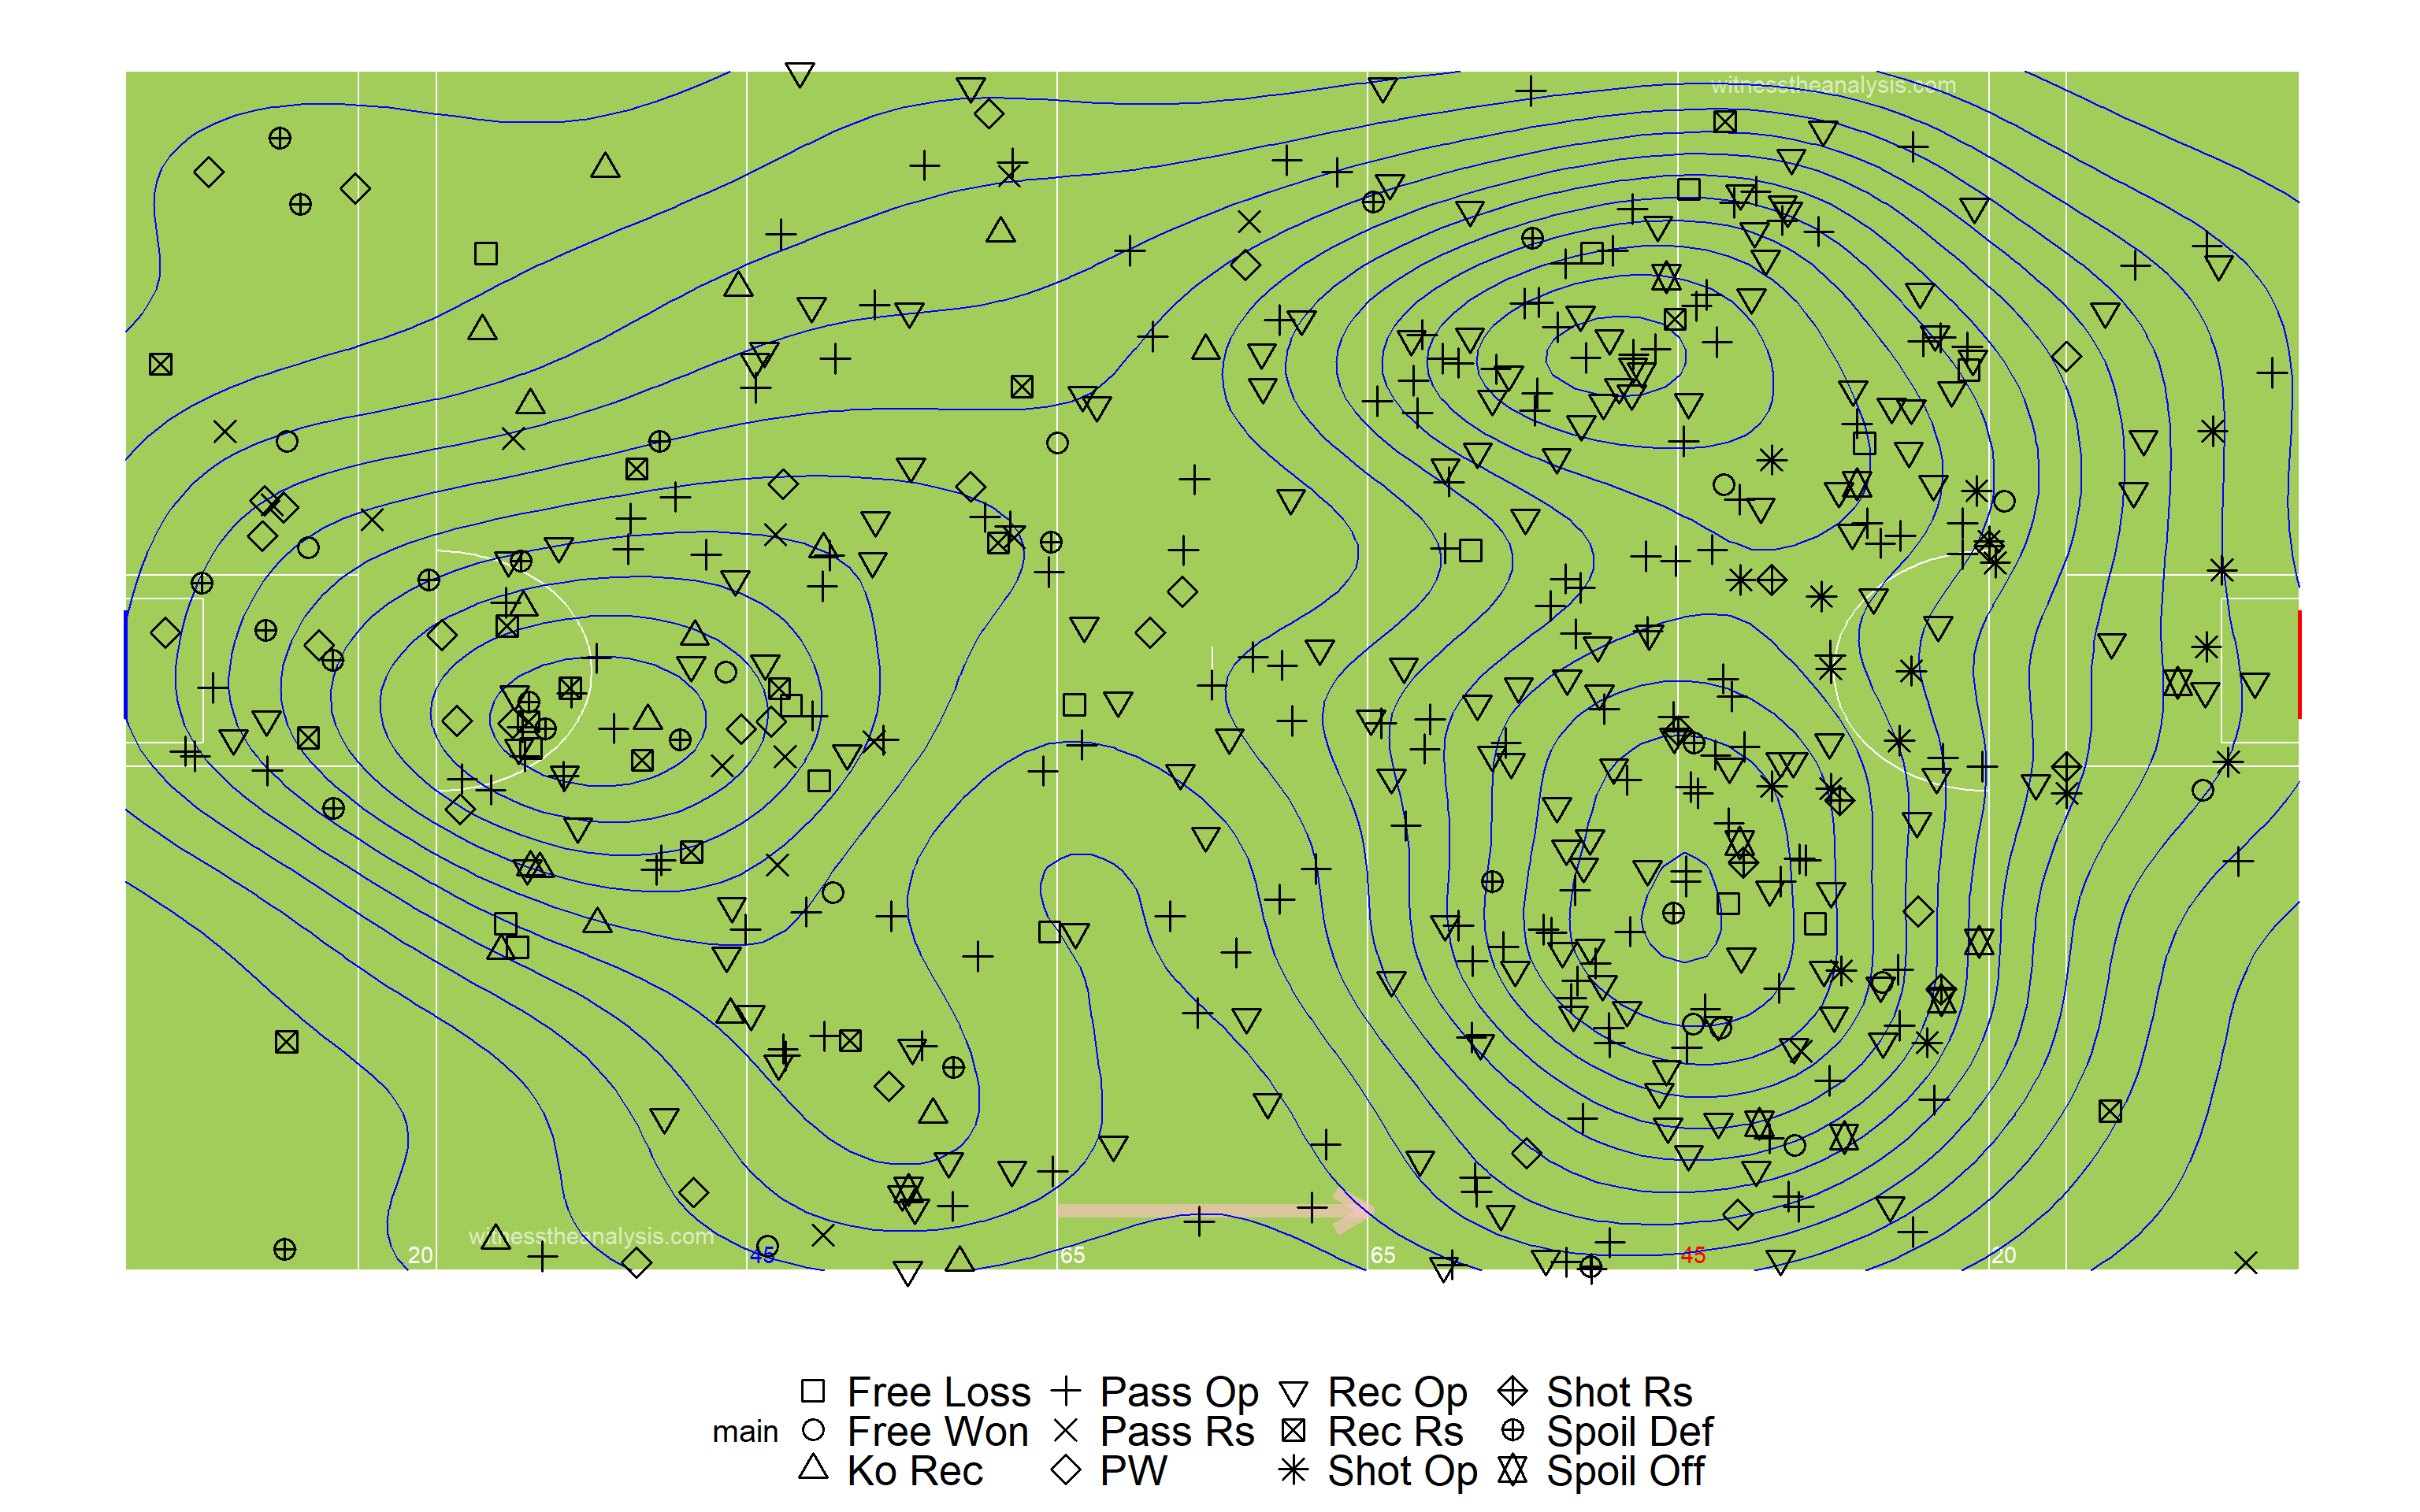 witnesstheanalysis.com
witnesstheanalysis.com
20 45 65 65 45 20
Free Loss Pass Op Rec Op Shot Rs
main Free Won Pass Rs Rec Rs Spoil Def
Ko Rec PW Shot Op Spoil Off